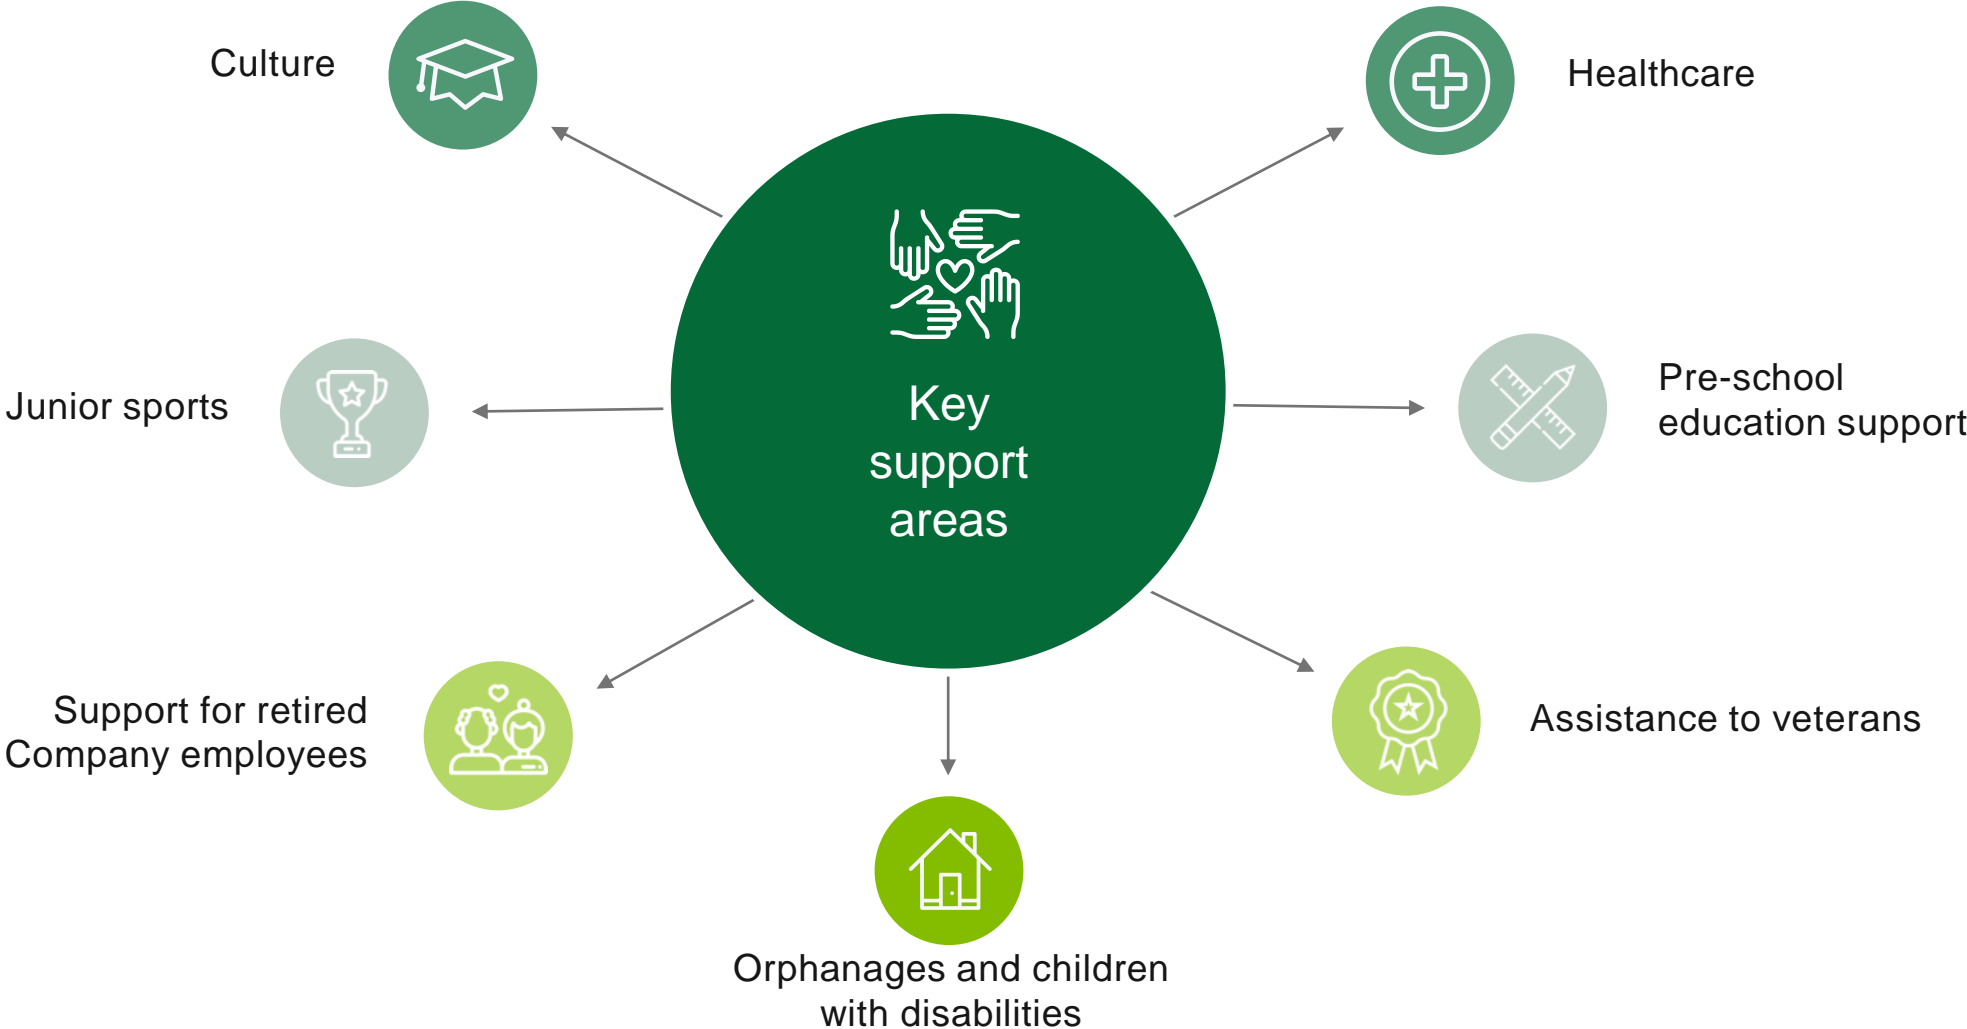 Culture
Healthcare
Key
support
areas
Junior sports
Pre-school
education support
Support for retired
Company employees
Assistance to veterans
Orphanages and children
with disabilities